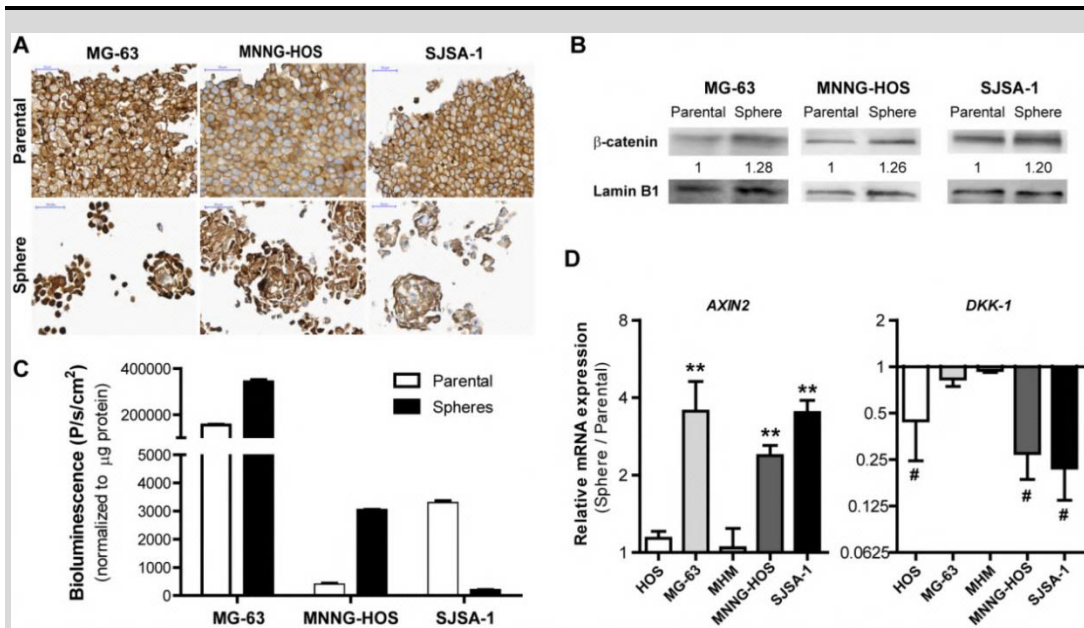 A
MG-63
MNNG-HOS
SJSA-1
Parental
Sphere
B
MG-63
MNNG-HOS
SJSA-1
Parental Sphere
Parental Sphere
Parental Sphere
β-catenin
1
1.28
1
1.26
1
1.20
Lamin B1
C
Bioluminescence (P/s/cm²)
(normalized to µg protein)
400000
200000
5000
4000
3000
2000
1000
0
Parental
Spheres
MG-63
MNNG-HOS
SJSA-1
D
Relative mRNA expression
(Sphere / Parental)
AXIN2
8
4
2
1
**
**
**
HOS
MG-63
MHM
MNNG-HOS
SJSA-1
DKK-1
2
1
0.5
0.25
0.125
0.0625
#
#
#
HOS
MG-63
MHM
MNNG-HOS
SJSA-1